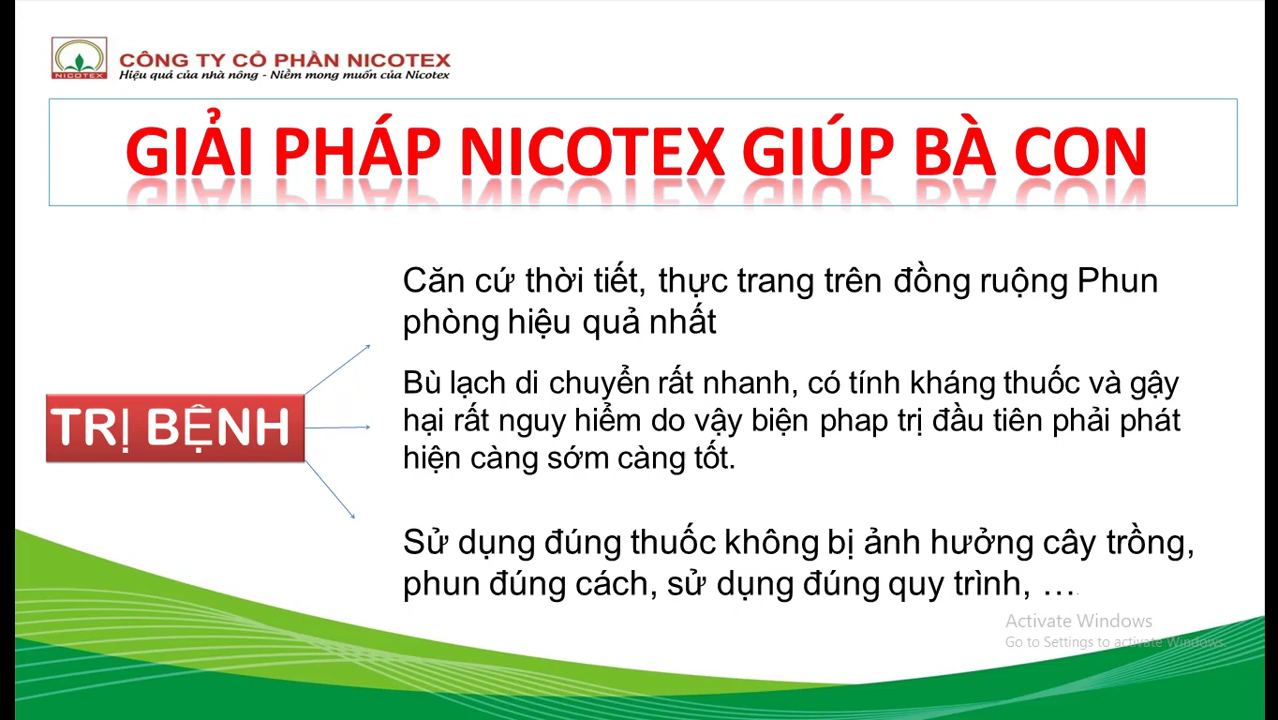 CÔNG TY CỔ PHẦN NICOTEX
Hiệu quả của nhà nông - Niềm mong muốn của Nicotex
NICOTEX
GIẢI PHÁP NICOTEX GIÚP BÀ CON
Căn cứ thời tiết, thực trang trên đồng ruộng Phun
phòng hiệu quả nhất
TRỊ BỆNH
Bù lạch di chuyển rất nhanh, có tính kháng thuốc và gậy
hại rất nguy hiểm do vậy biện phap trị đầu tiên phải phát
hiện càng sớm càng tốt.
Sử dụng đúng thuốc không bị ảnh hưởng cây trồng,
phun đúng cách, sử dụng đúng quy trình, ...
Activate Windows
Go to Settings to activate Windows.